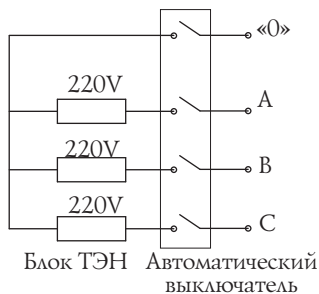 «0»
220V
A
220V
B
220V
C
Блок ТЭН
Автоматический
выключатель